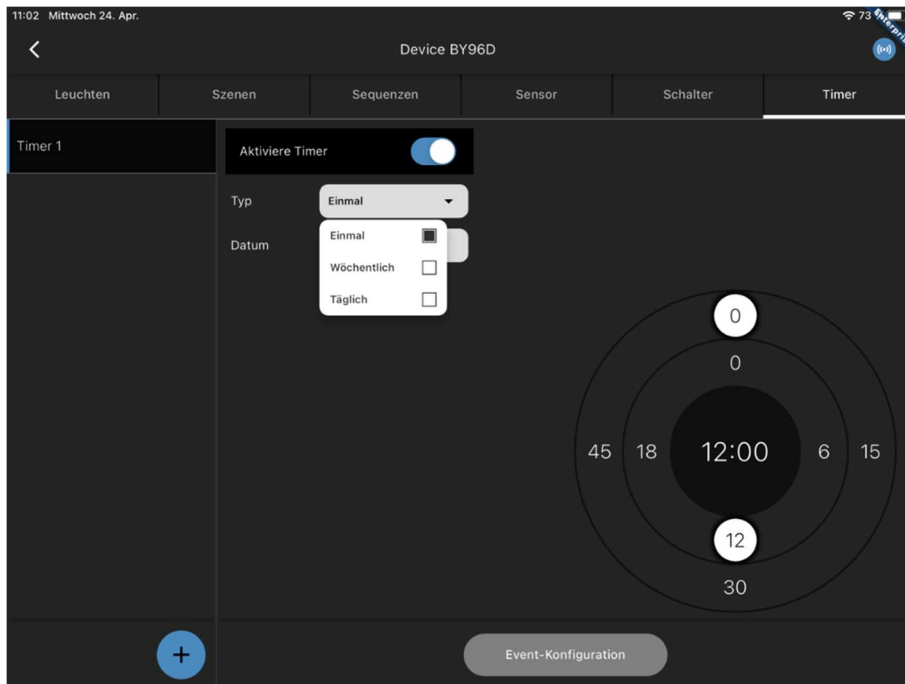 11:02 Mittwoch 24. Apr.
73
Device BY96D
Leuchten Szenen Sequenzen Sensor Schalter Timer
Timer 1
Aktiviere Timer
Typ Einmal
Datum
Einmal
Wöchentlich
Täglich
0
0
45 18 12:00 6 15
12
30
+
Event-Konfiguration